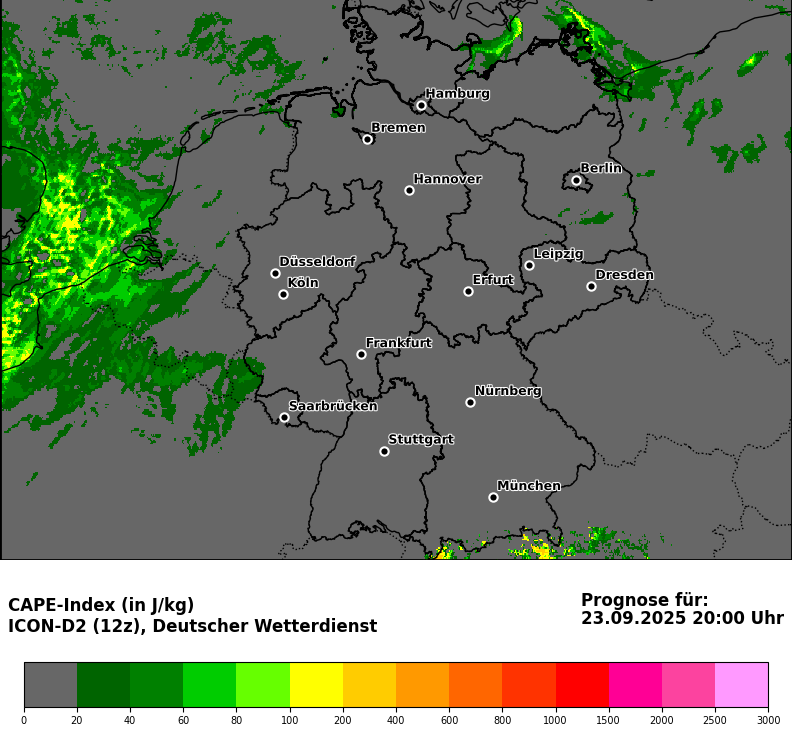 Hamburg
Bremen
Berlin
Hannover
Düsseldorf
Leipzig
Köln
Erfurt
Dresden
Frankfurt
Nürnberg
Saarbrücken
Stuttgart
München
CAPE-Index (in J/kg)
ICON-D2 (12z), Deutscher Wetterdienst
Prognose für:
23.09.2025 20:00 Uhr
0 20 40 60 80 100 200 400 600 800 1000 1500 2000 2500 3000